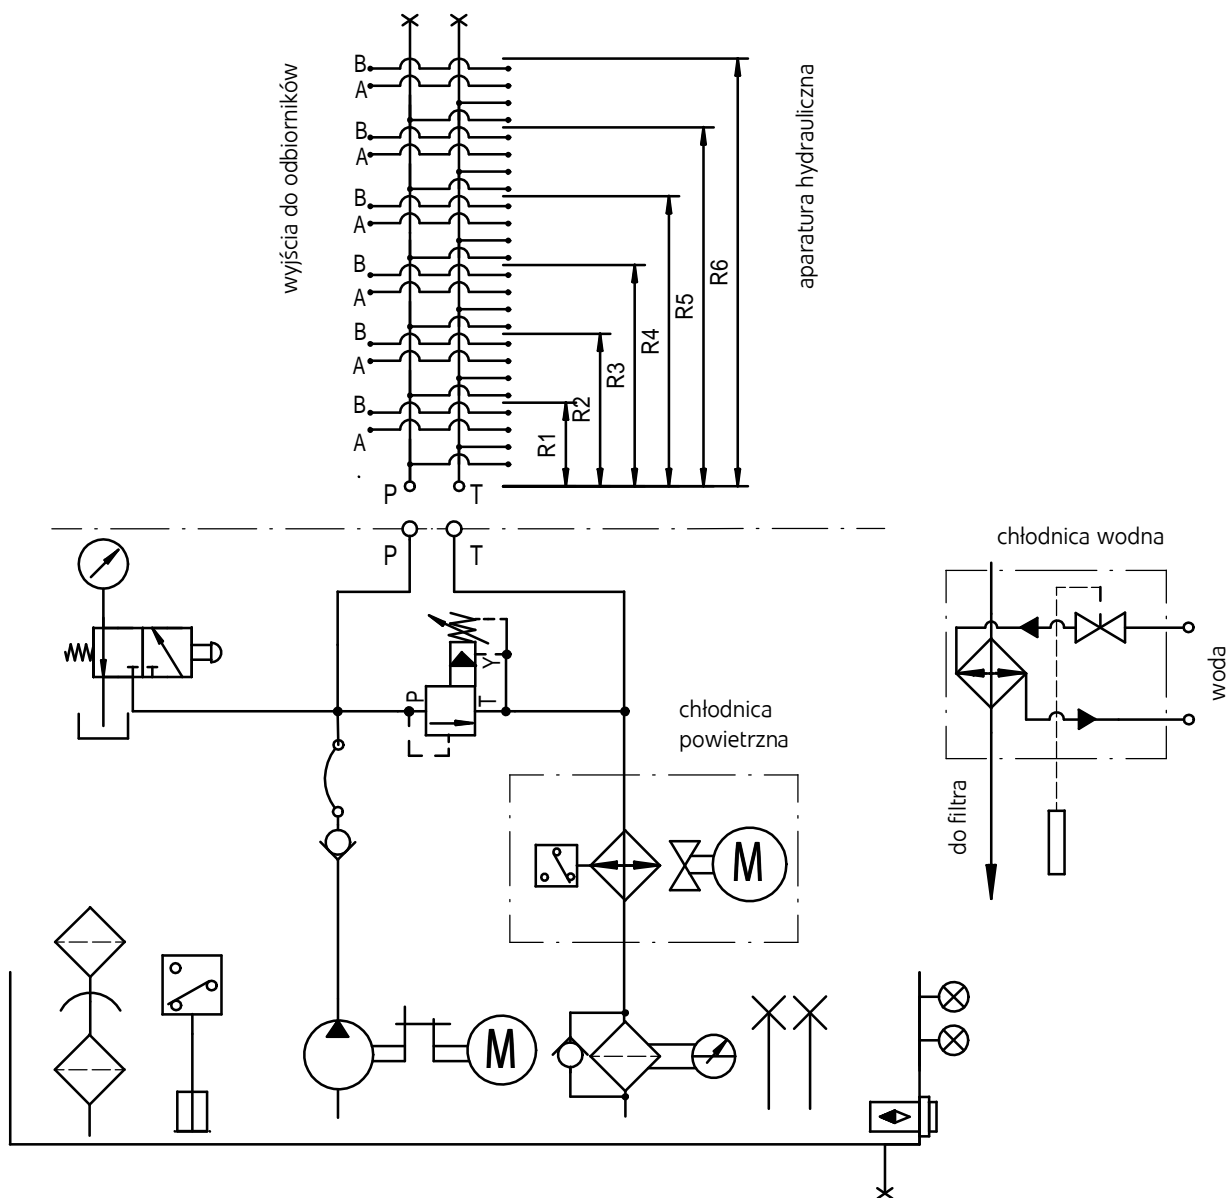 wyjścia do odbiorników
B
A
B
A
B
A
B
A
B
A
B
A
R6
R5
R4
R3
R2
R1
aparatura hydrauliczna
P
T
P
T
P
T
Y
chłodnica
powietrzna
M
M
chłodnica wodna
woda
do filtra